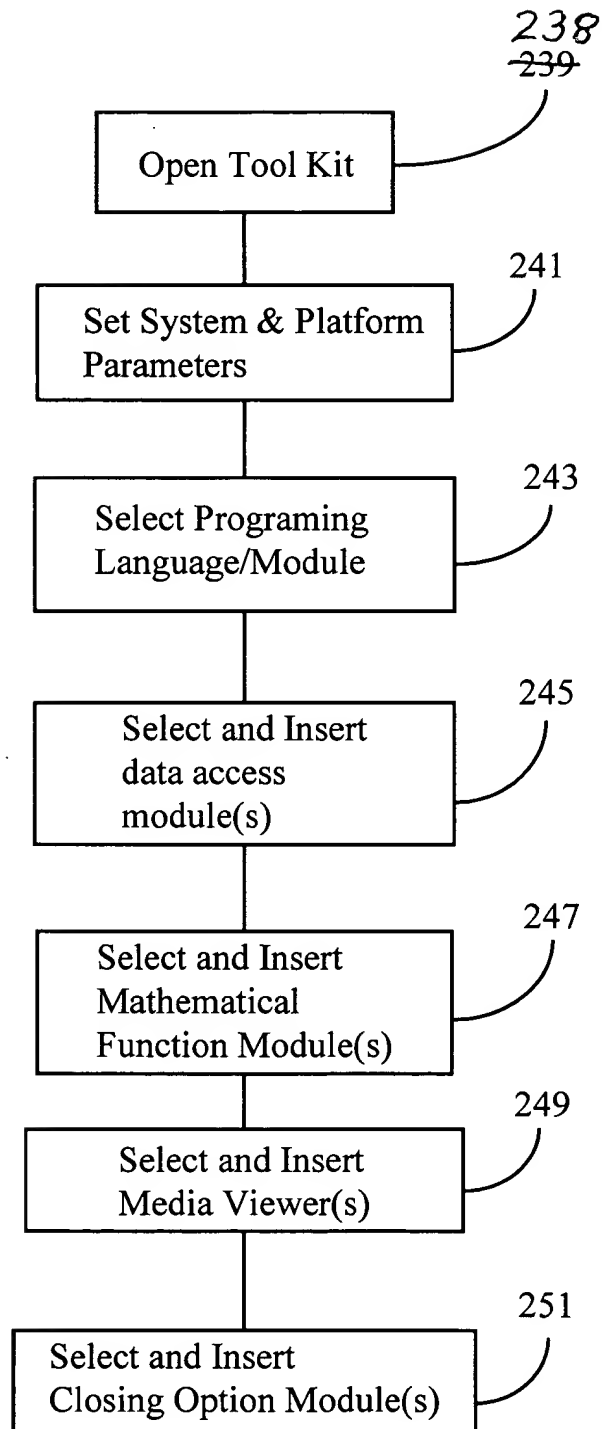 238
239
Open Tool Kit
241
Set System & Platform
Parameters
243
Select Programing
Language/Module
245
Select and Insert
data access
module(s)
247
Select and Insert
Mathematical
Function Module(s)
249
Select and Insert
Media Viewer(s)
251
Select and Insert
Closing Option Module(s)